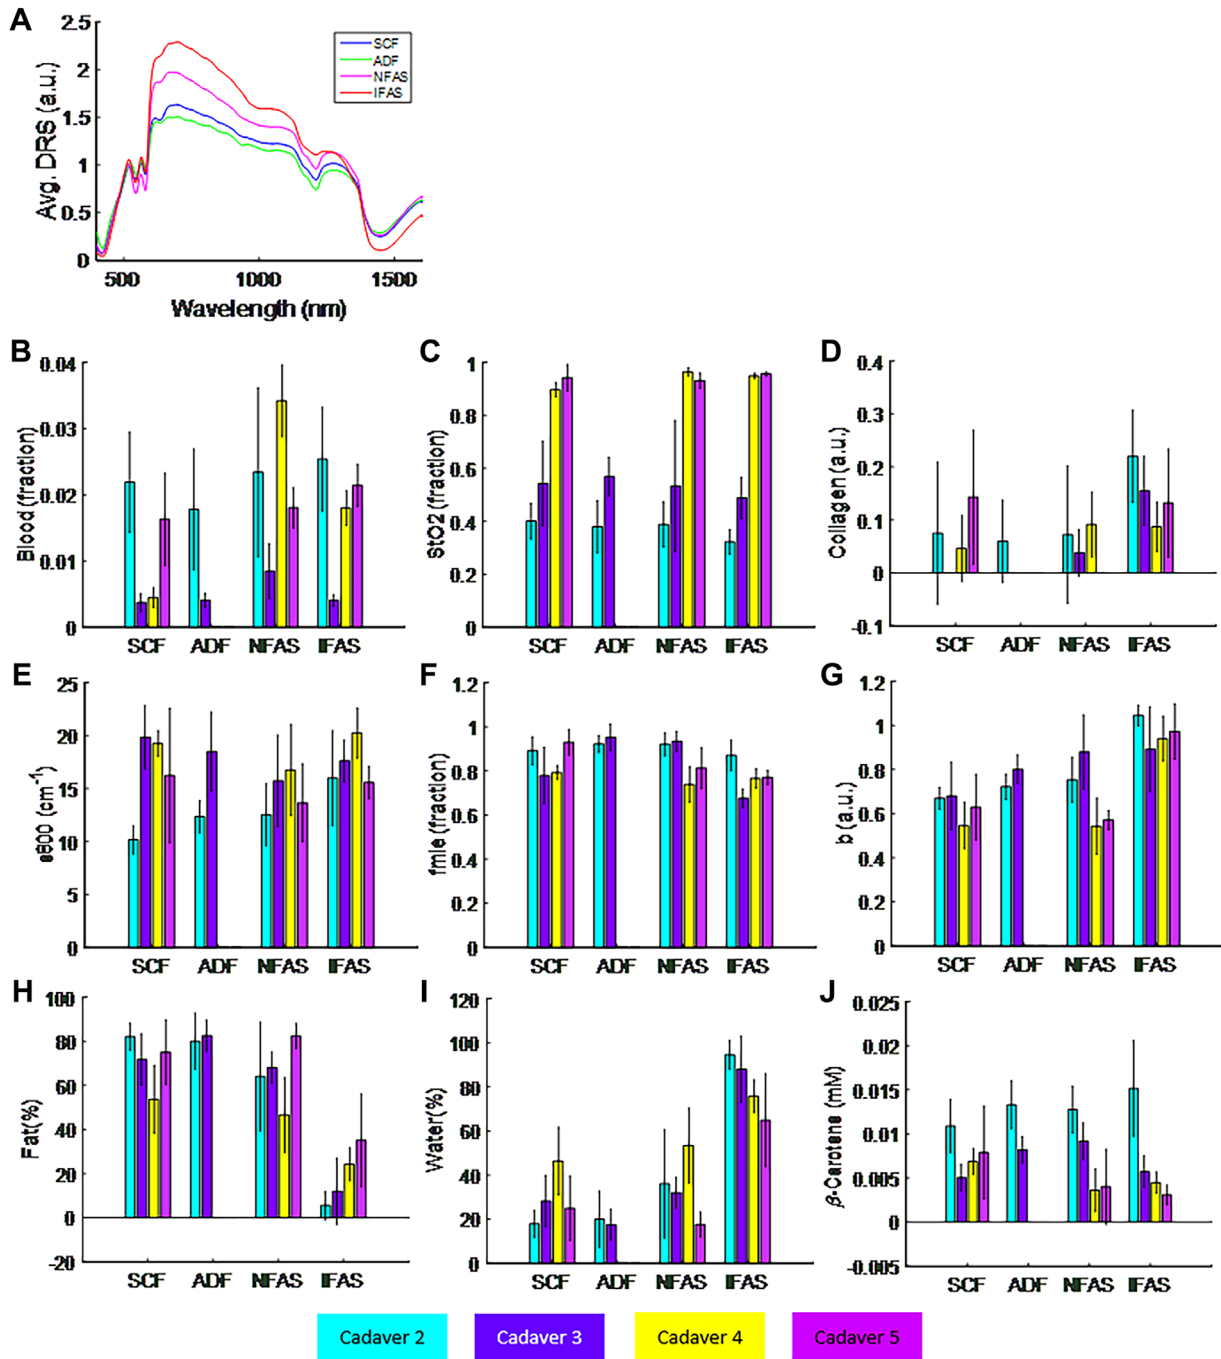 A
Avg. DRS (a.u.)
2.5
2
1.5
1
0.5
0
500
1000
1500
Wavelength (nm)
SCF
ADF
NFAS
IFAS
B
Blood (fraction)
0.04
0.03
0.02
0.01
0
SCF ADF NFAS IFAS
C
StO2 (fraction)
1
0.8
0.6
0.4
0.2
0
SCF ADF NFAS IFAS
D
Collagen (a.u.)
0.4
0.3
0.2
0.1
0
-0.1
SCF ADF NFAS IFAS
E
s800 (cm⁻¹)
25
20
15
10
5
0
SCF ADF NFAS IFAS
F
fmie (fraction)
1.2
1
0.8
0.6
0.4
0.2
0
SCF ADF NFAS IFAS
G
b (a.u.)
1.2
1
0.8
0.6
0.4
0.2
0
SCF ADF NFAS IFAS
H
Fat(%)
100
80
60
40
20
0
-20
SCF ADF NFAS IFAS
I
Water(%)
120
100
80
60
40
20
0
SCF ADF NFAS IFAS
J
β-Carotene (mM)
0.025
0.02
0.015
0.01
0.005
0
-0.005
SCF ADF NFAS IFAS
Cadaver 2 Cadaver 3 Cadaver 4 Cadaver 5